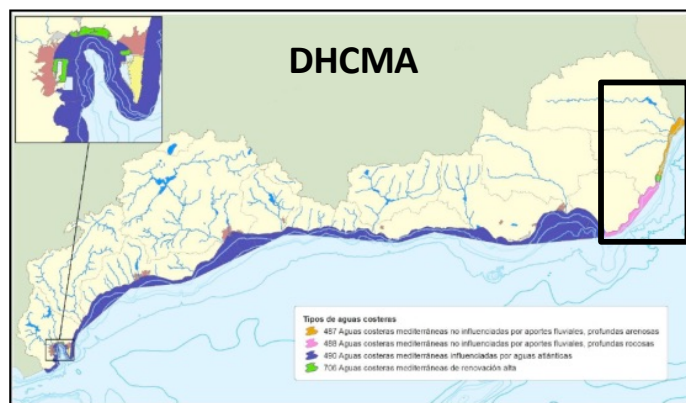 DHCMA
Tipos de aguas costeras
487 Aguas costeras mediterráneas no influenciadas por aportes fluviales, profundas arenosas
488 Aguas costeras mediterráneas no influenciadas por aportes fluviales, profundas rocosas
490 Aguas costeras mediterráneas influenciadas por aguas atlánticas
706 Aguas costeras mediterráneas de renovación alta